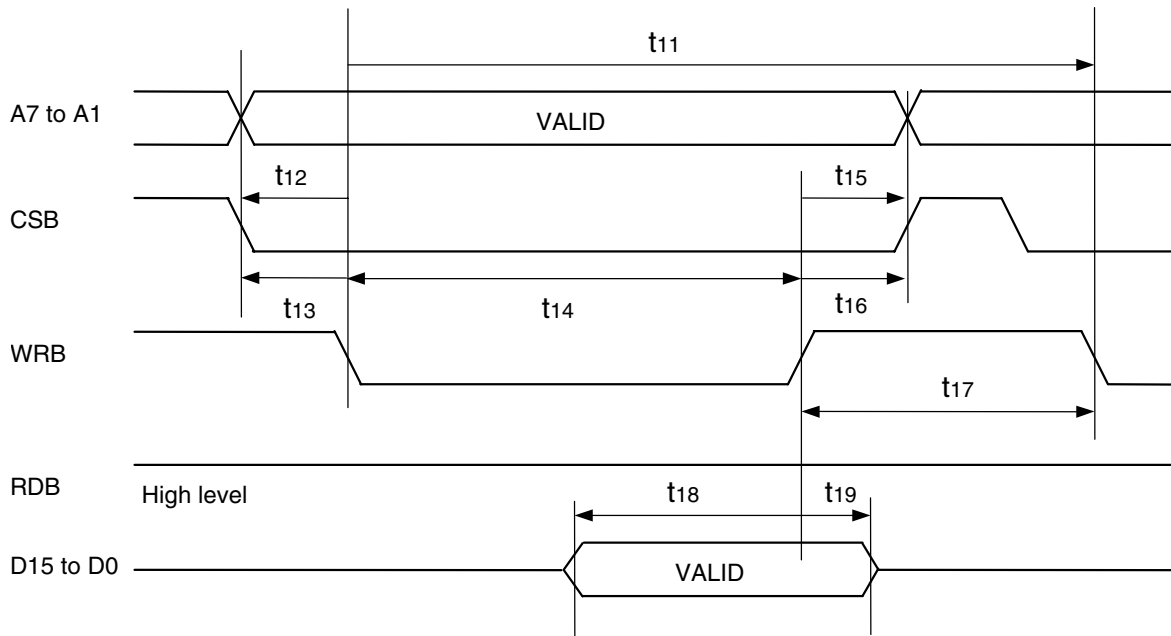 t11
A7 to A1
VALID
t12
t15
CSB
t13
t14
t16
WRB
t17
RDB
High level
t18
t19
D15 to D0
VALID